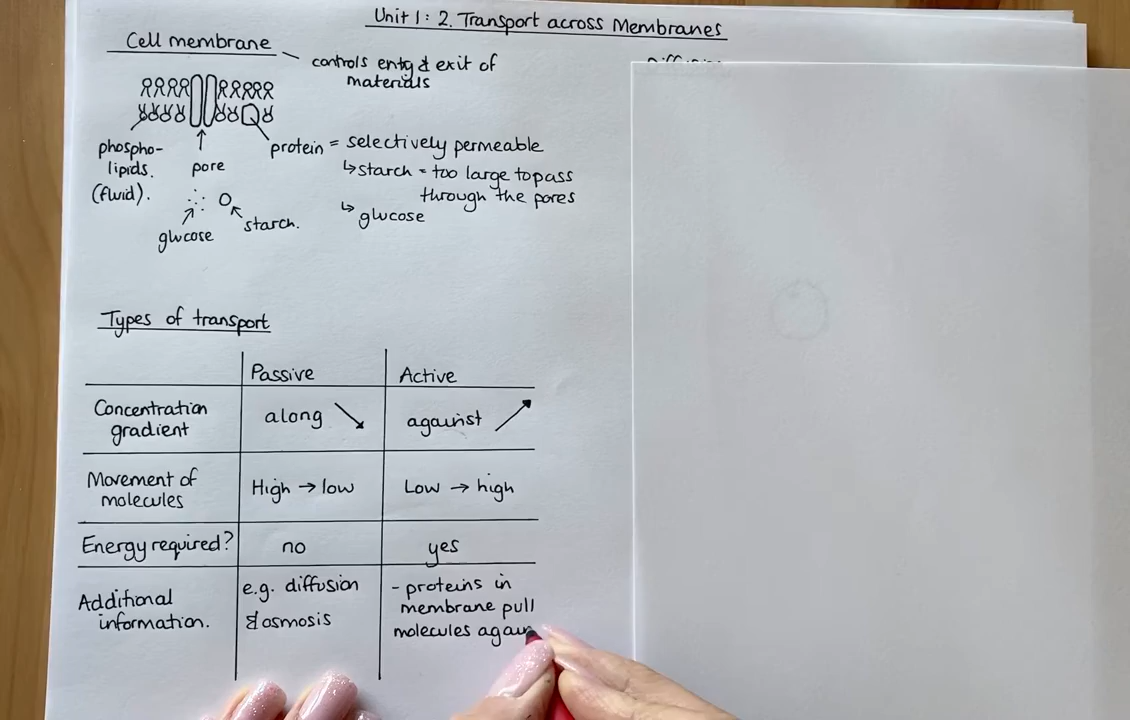 Unit 1: 2. Transport across Membranes
Cell membrane
controls entry & exit of
materials
phospho-
lipids.
(fluid).
pore
protein = selectively permeable
↳ starch = too large to pass
through the pores
↳ glucose
glucose
starch.
Types of transport
Passive Active
Concentration
gradient
along ↘ against ↗
Movement of
molecules
High → low Low → high
Energy required? no yes
Additional
information.
e.g. diffusion
& osmosis
- proteins in
membrane pull
molecules